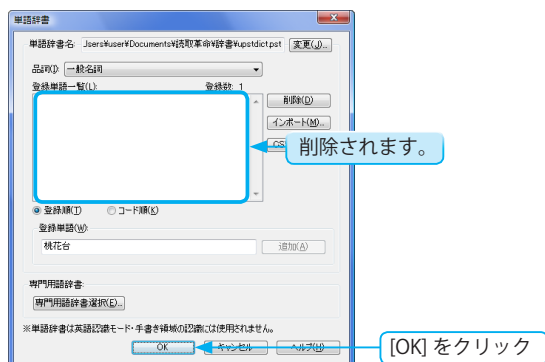 単語辞書
単語辞書名: Jsers¥user¥Documents¥読取革命¥辞書¥upstdict.pst 変更(J)...
品詞(I): 一般名詞
登録単語一覧(L): 登録数: 1
削除(D)
インポート(M)...
CS
削除されます。
登録順(T) コード順(K)
登録単語(W):
桃花台 追加(A)
専門用語辞書:
専門用語辞書選択(E)...
※単語辞書は英語認識モード・手書き領域の認識には使用されません。
OK キャンセル ヘルプ(H)
[OK] をクリック